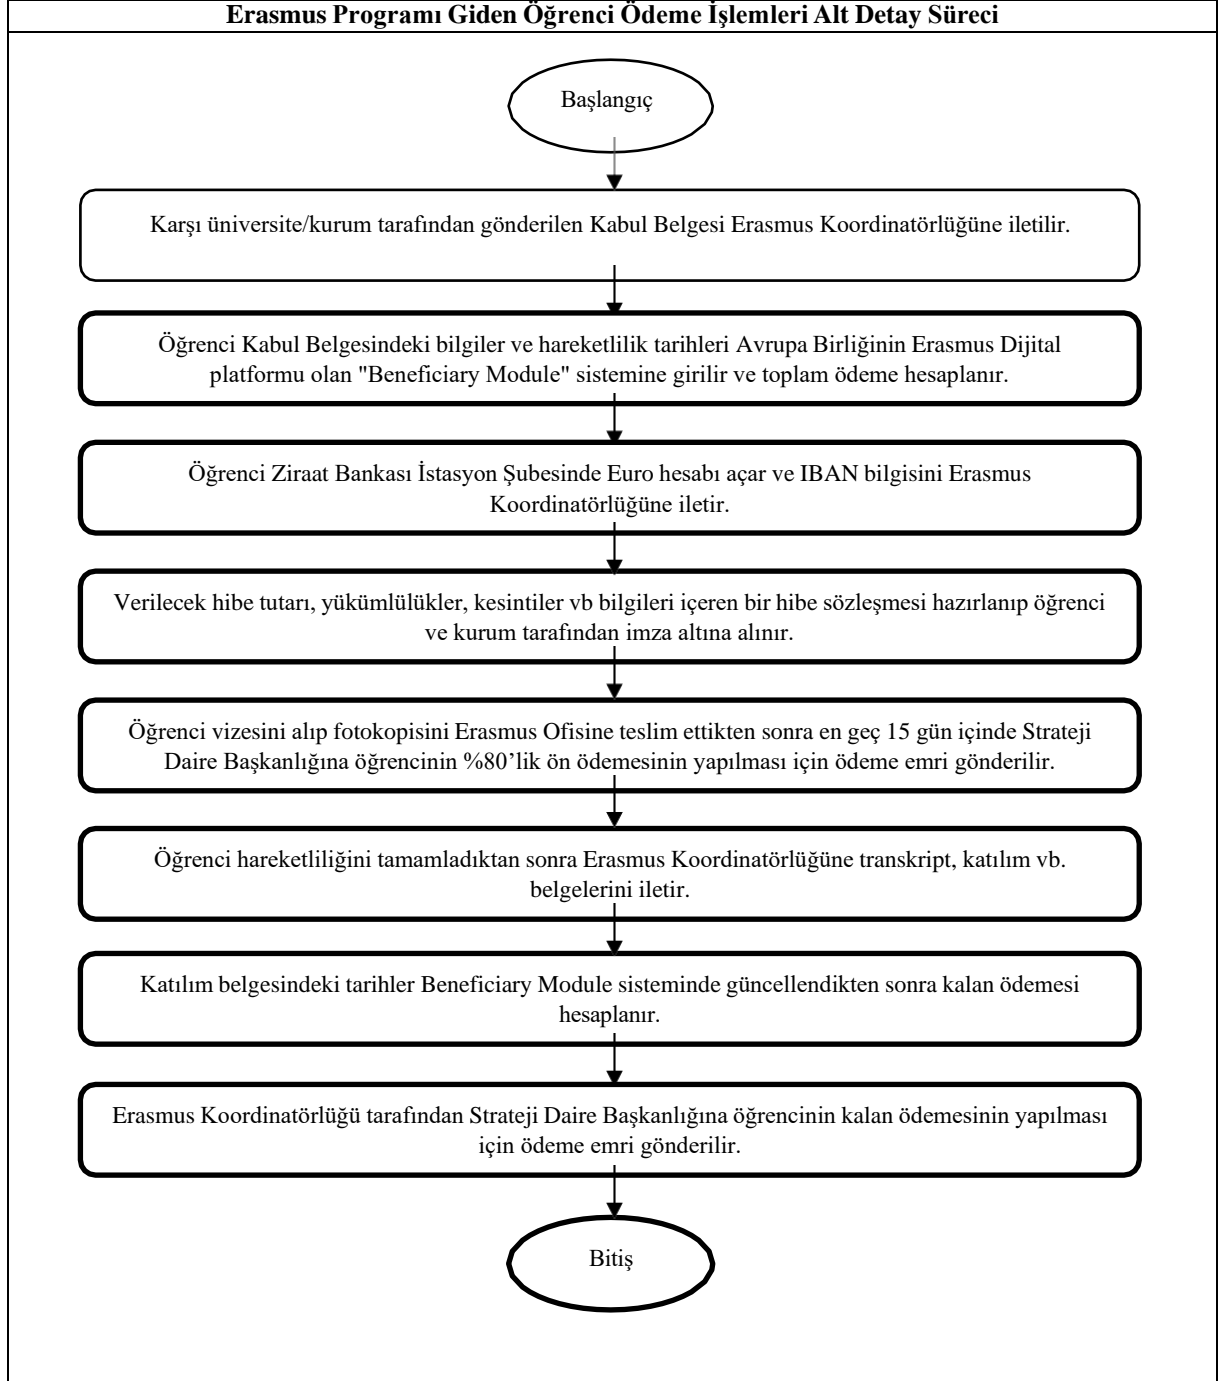 Erasmus Programı Giden Öğrenci Ödeme İşlemleri Alt Detay Süreci
Başlangıç
Karşı üniversite/kurum tarafından gönderilen Kabul Belgesi Erasmus Koordinatörlüğüne iletilir.
Öğrenci Kabul Belgesindeki bilgiler ve hareketlilik tarihleri Avrupa Birliğinin Erasmus Dijital
platformu olan "Beneficiary Module" sistemine girilir ve toplam ödeme hesaplanır.
Öğrenci Ziraat Bankası İstasyon Şubesinde Euro hesabı açar ve IBAN bilgisini Erasmus
Koordinatörlüğüne iletir.
Verilecek hibe tutarı, yükümlülükler, kesintiler vb bilgileri içeren bir hibe sözleşmesi hazırlanıp öğrenci
ve kurum tarafından imza altına alınır.
Öğrenci vizesini alıp fotokopisini Erasmus Ofisine teslim ettikten sonra en geç 15 gün içinde Strateji
Daire Başkanlığına öğrencinin %80’lik ön ödemesinin yapılması için ödeme emri gönderilir.
Öğrenci hareketliliğini tamamladıktan sonra Erasmus Koordinatörlüğüne transkript, katılım vb.
belgelerini iletir.
Katılım belgesindeki tarihler Beneficiary Module sisteminde güncellendikten sonra kalan ödemesi
hesaplanır.
Erasmus Koordinatörlüğü tarafından Strateji Daire Başkanlığına öğrencinin kalan ödemesinin yapılması
için ödeme emri gönderilir.
Bitiş